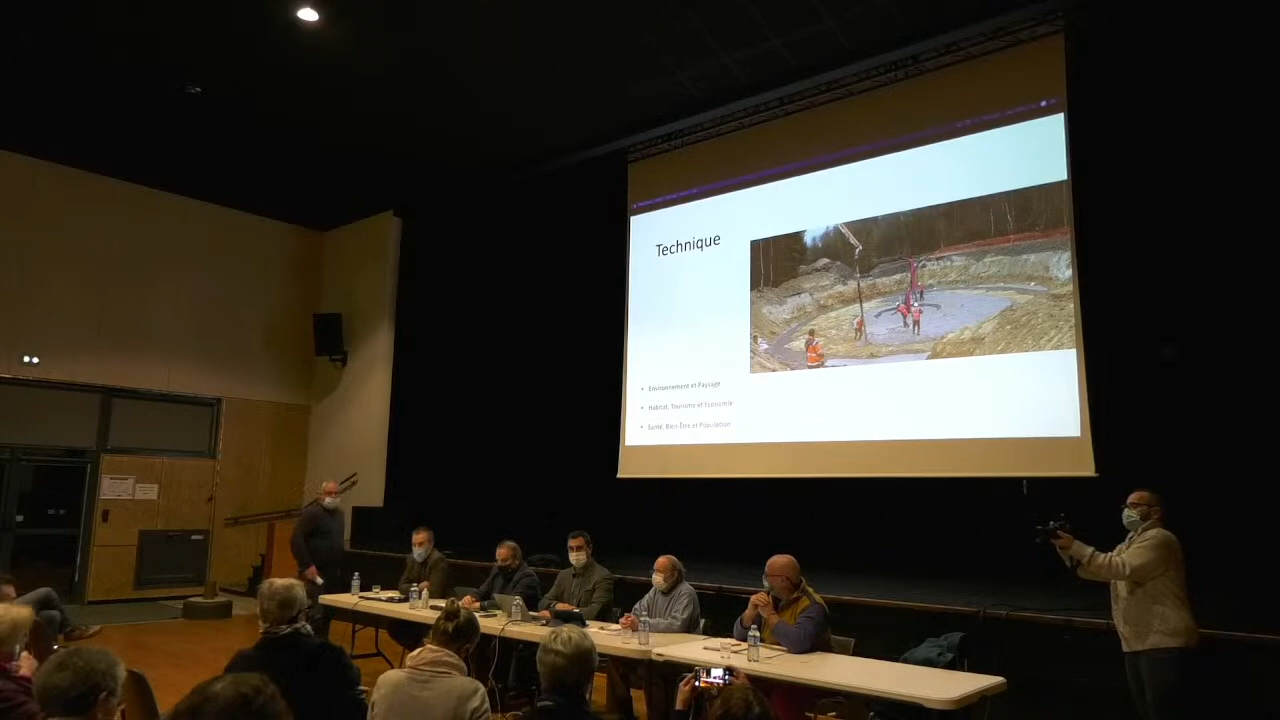 Technique
• Environnement et Paysage
• Habitat, Tourisme et Economie
• Santé, Bien-Être et Population